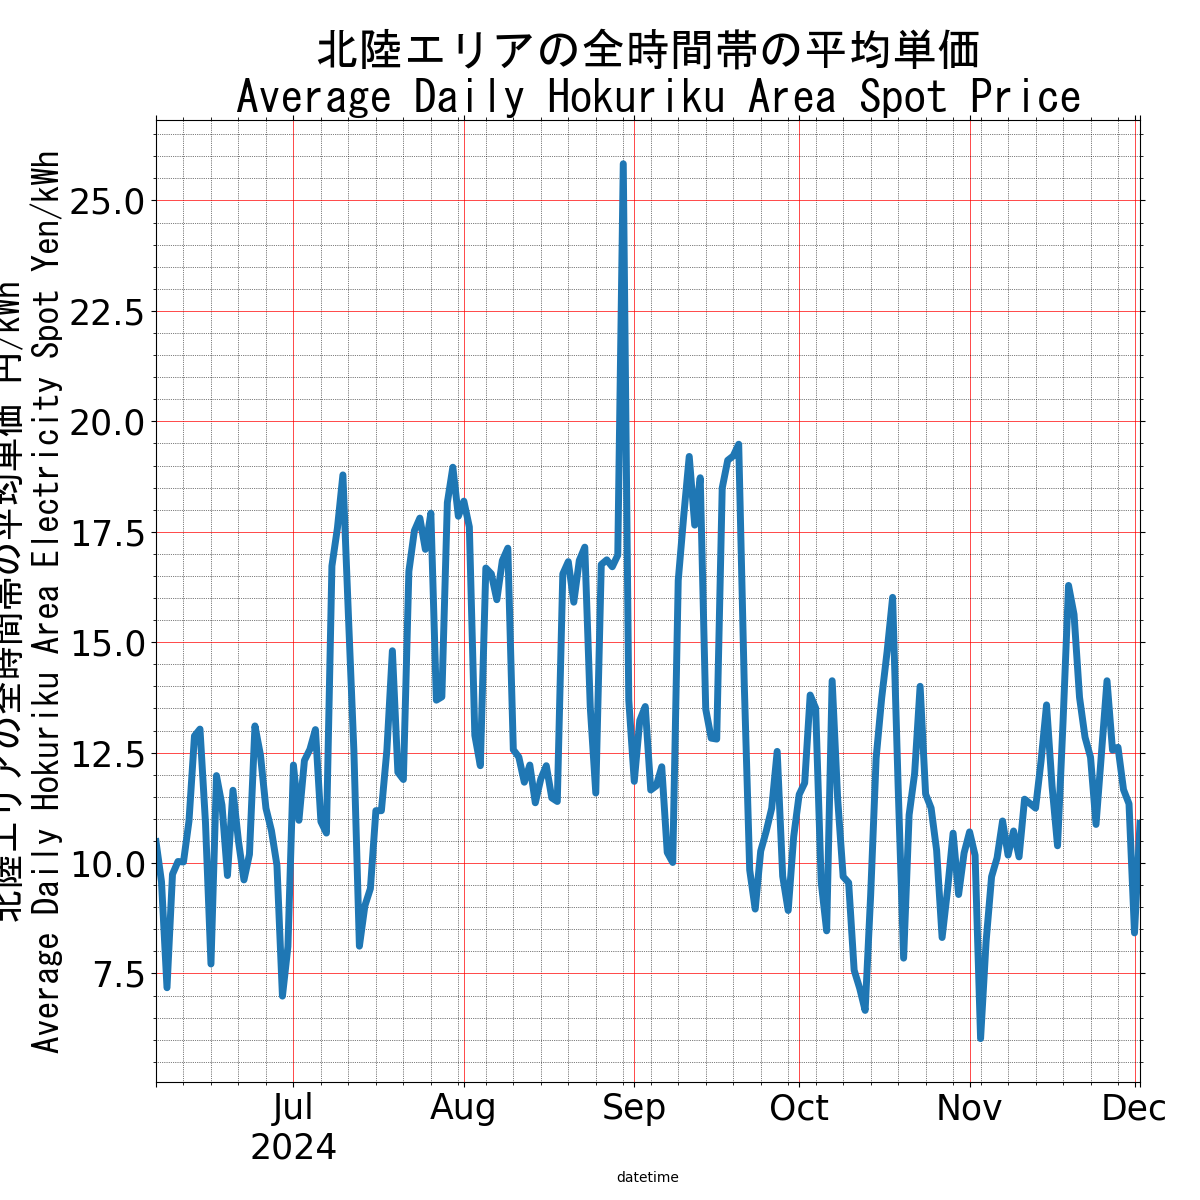 北陸エリアの全時間帯の平均単価
Average Daily Hokuriku Area Spot Price
北陸エリアの全時間帯の平均単価 円/kWh
Average Daily Hokuriku Area Electricity Spot Yen/kWh
25.0
22.5
20.0
17.5
15.0
12.5
10.0
7.5
Jul Aug Sep Oct Nov Dec
2024
datetime